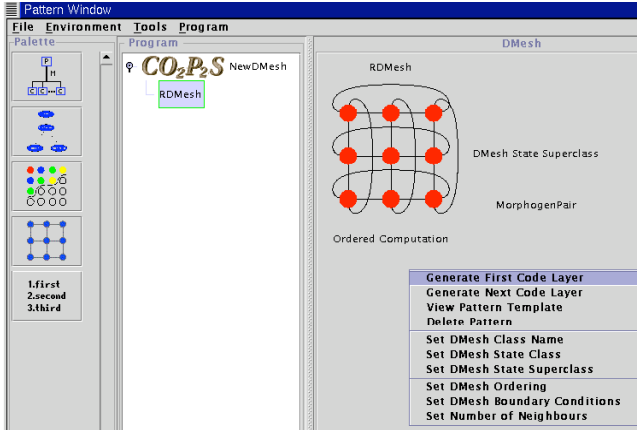 Pattern Window
File Environment Tools Program
Palette
P
M
C C C
1.first
2.second
3.third
Program
CO2P2S NewDMesh
RDMesh
DMesh
RDMesh
DMesh State Superclass
MorphogenPair
Ordered Computation
Generate First Code Layer
Generate Next Code Layer
View Pattern Template
Delete Pattern
Set DMesh Class Name
Set DMesh State Class
Set DMesh State Superclass
Set DMesh Ordering
Set DMesh Boundary Conditions
Set Number of Neighbours